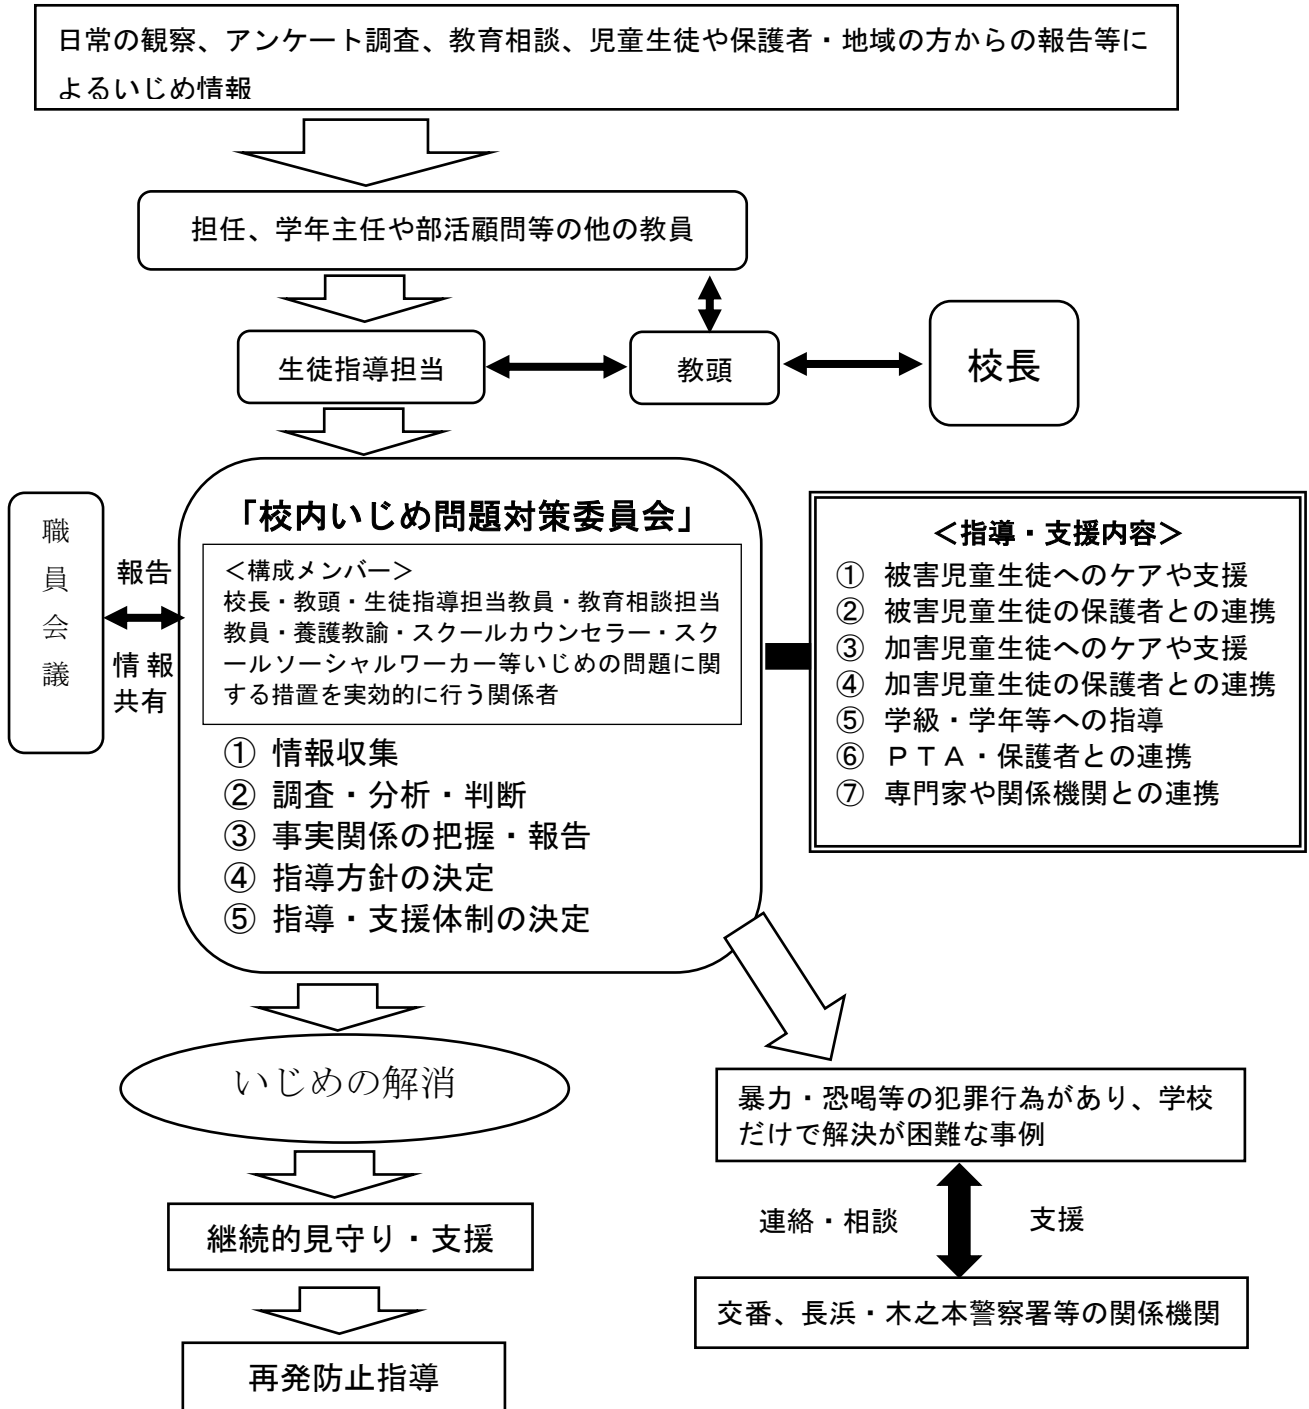 日常の観察、アンケート調査、教育相談、児童生徒や保護者・地域の方からの報告等に
よるいじめ情報
担任、学年主任や部活顧問等の他の教員
生徒指導担当
教頭
校長
職員会議
報告
情報
共有
「校内いじめ問題対策委員会」
＜構成メンバー＞
校長・教頭・生徒指導担当教員・教育相談担当
教員・養護教諭・スクールカウンセラー・スク
ールソーシャルワーカー等いじめの問題に関
する措置を実効的に行う関係者
① 情報収集
② 調査・分析・判断
③ 事実関係の把握・報告
④ 指導方針の決定
⑤ 指導・支援体制の決定
＜指導・支援内容＞
① 被害児童生徒へのケアや支援
② 被害児童生徒の保護者との連携
③ 加害児童生徒へのケアや支援
④ 加害児童生徒の保護者との連携
⑤ 学級・学年等への指導
⑥ ＰＴＡ・保護者との連携
⑦ 専門家や関係機関との連携
いじめの解消
継続的見守り・支援
再発防止指導
暴力・恐喝等の犯罪行為があり、学校
だけで解決が困難な事例
連絡・相談
支援
交番、長浜・木之本警察署等の関係機関